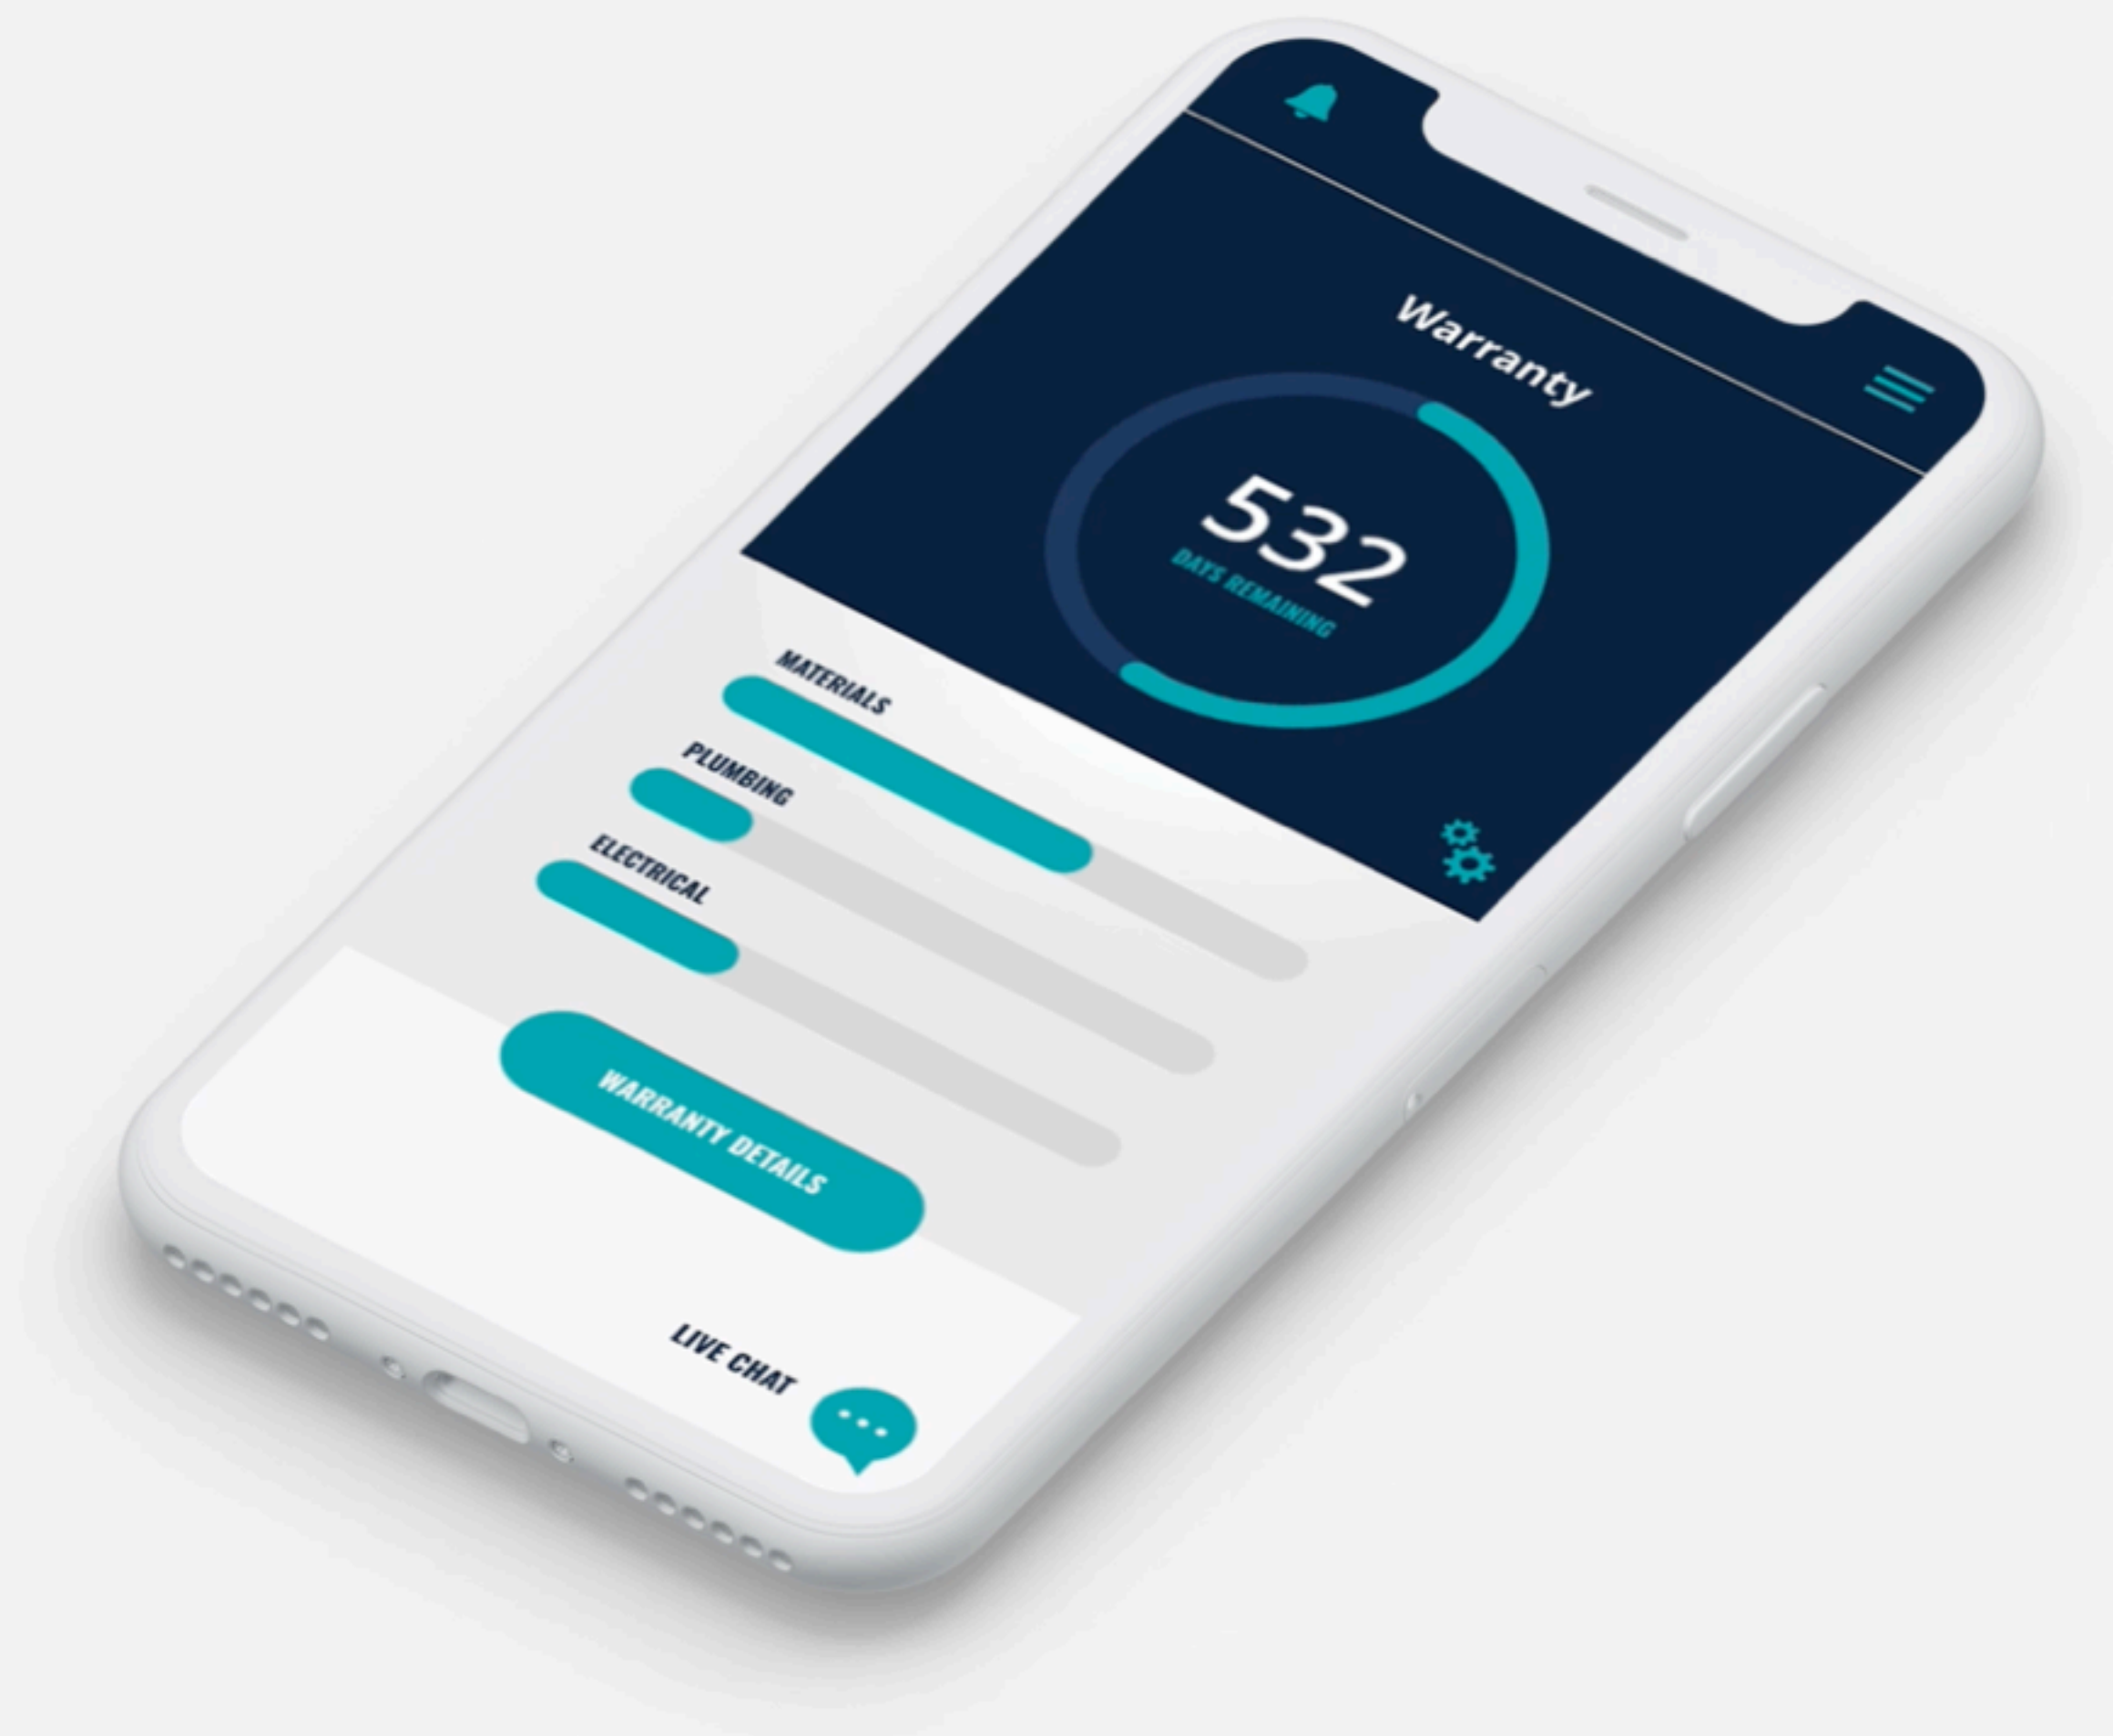 Warranty
532
DAYS REMAINING
MATERIALS
PLUMBING
ELECTRICAL
WARRANTY DETAILS
LIVE CHAT